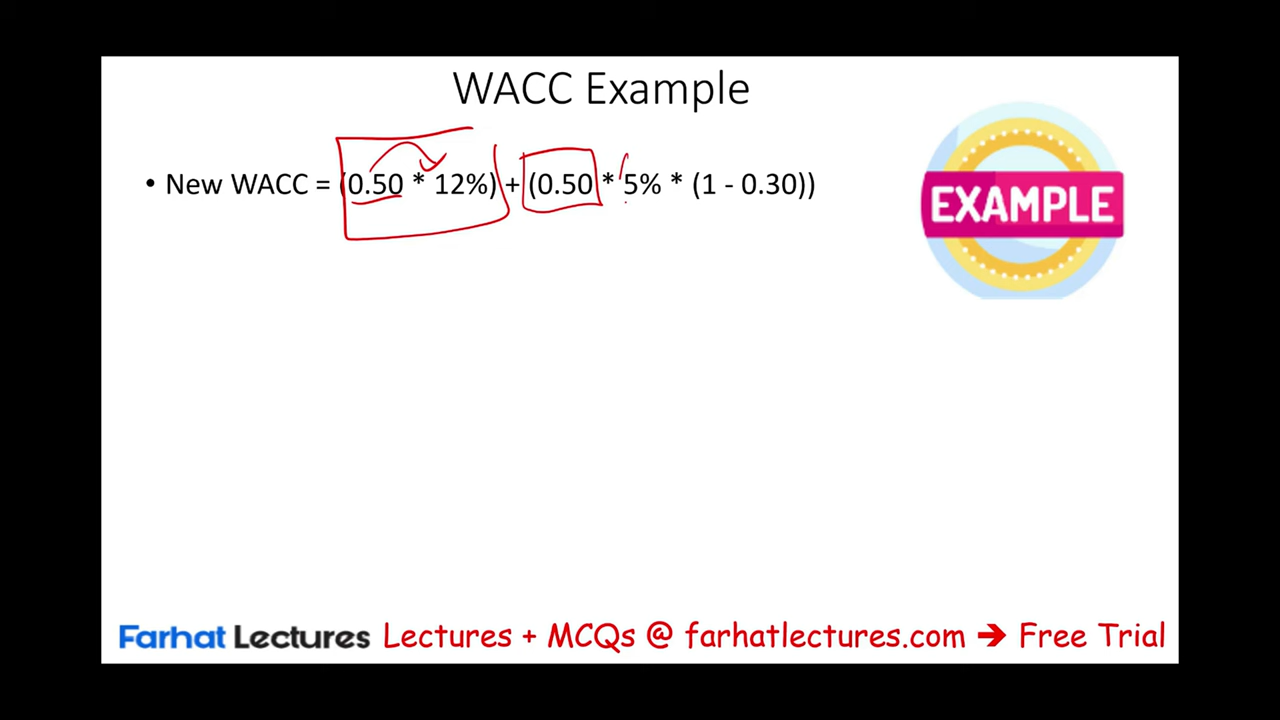 WACC Example
• New WACC = (0.50 * 12%) + (0.50 * 5% * (1 - 0.30))
EXAMPLE
Farhat Lectures Lectures + MCQs @ farhatlectures.com → Free Trial